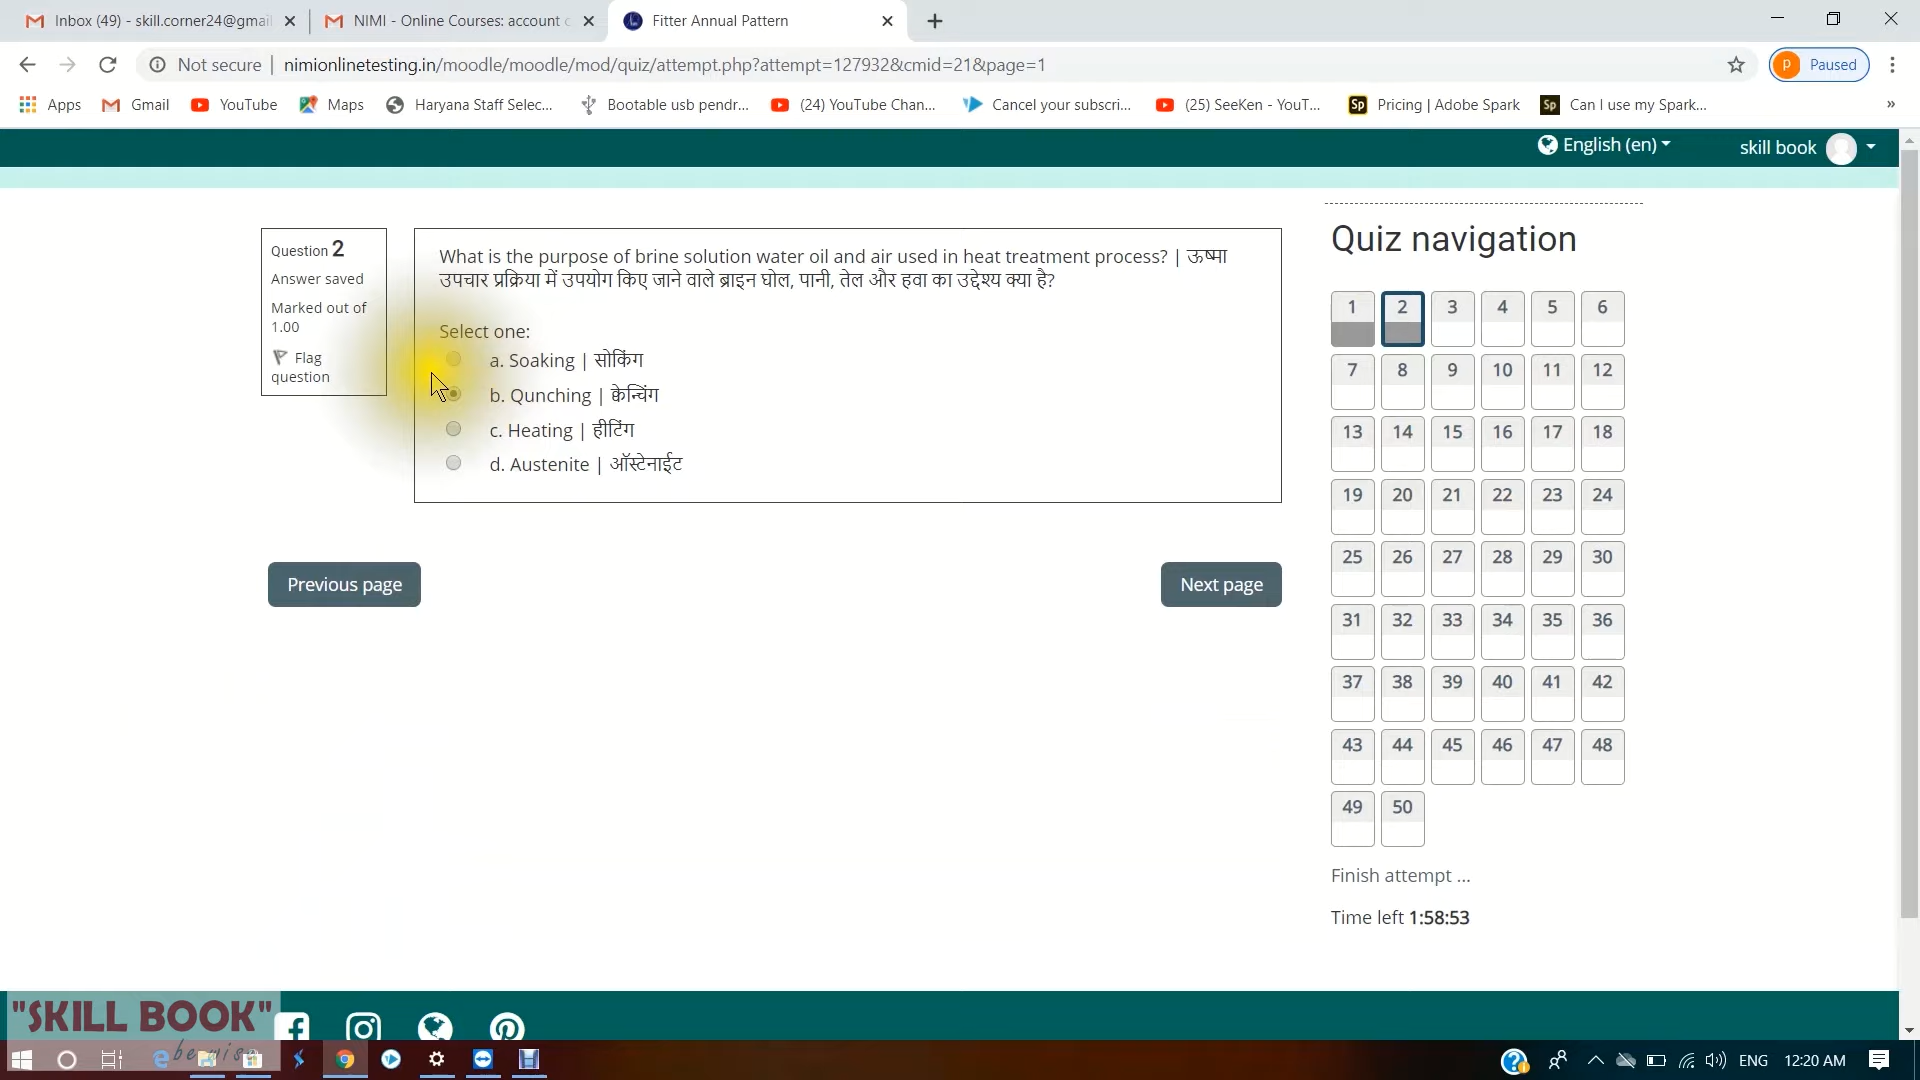 Inbox (49) - skill.corner24@gmai
NIMI - Online Courses: account c
Fitter Annual Pattern
Not secure | nimionlinetesting.in/moodle/moodle/mod/quiz/attempt.php?attempt=127932&cmid=21&page=1
P Paused
Apps
Gmail
YouTube
Maps
Haryana Staff Selec...
Bootable usb pendr...
(24) YouTube Chan...
Cancel your subscri...
(25) SeeKen - YouT...
Sp Pricing | Adobe Spark
Sp Can I use my Spark...
»
English (en)
skill book
Question 2
Answer saved
Marked out of
1.00
Flag
question
What is the purpose of brine solution water oil and air used in heat treatment process? | ऊष्मा
उपचार प्रक्रिया में उपयोग किए जाने वाले ब्राइन घोल, पानी, तेल और हवा का उद्देश्य क्या है?
Select one:
a. Soaking | सोकिंग
b. Qunching | क्वेन्चिंग
c. Heating | हीटिंग
d. Austenite | ऑस्टेनाईट
Previous page
Next page
Quiz navigation
1 2 3 4 5 6
7 8 9 10 11 12
13 14 15 16 17 18
19 20 21 22 23 24
25 26 27 28 29 30
31 32 33 34 35 36
37 38 39 40 41 42
43 44 45 46 47 48
49 50
Finish attempt ...
Time left 1:58:53
"SKILL BOOK"
be wise
ENG
12:20 AM